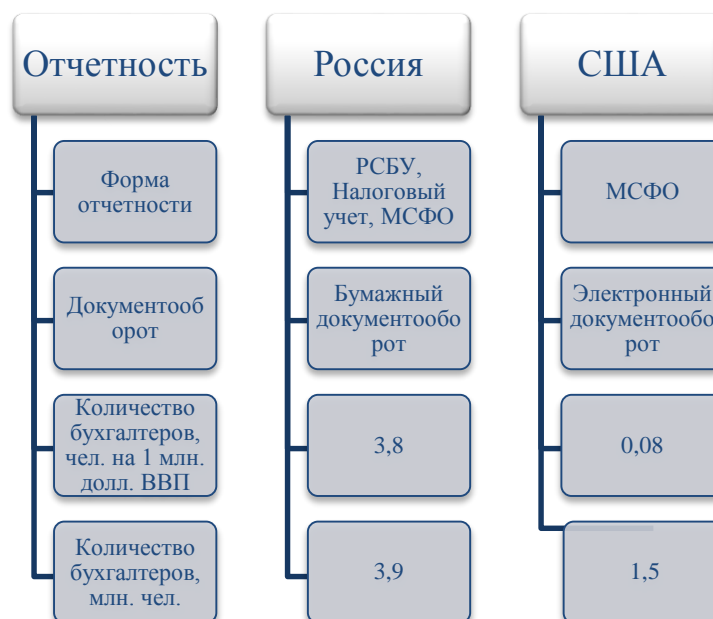 Отчетность
Форма
отчетности
Документооб
орот
Количество
бухгалтеров,
чел. на 1 млн.
долл. ВВП
Количество
бухгалтеров,
млн. чел.
Россия
РСБУ,
Налоговый
учет, МСФО
Бумажный
документообо
рот
3,8
3,9
США
МСФО
Электронный
документообо
рот
0,08
1,5